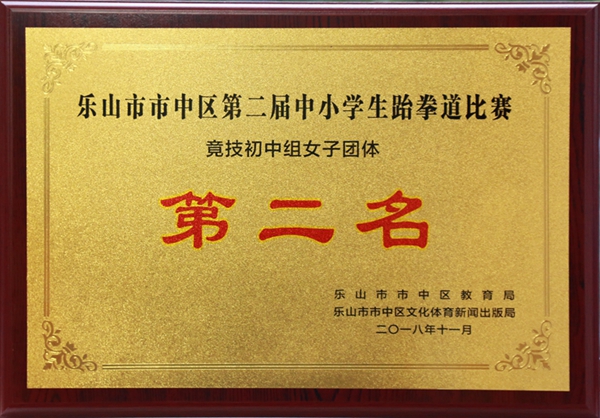 乐山市市中区第二届中小学生跆拳道比赛
竟技初中组女子团体
第二名
乐山市市中区教育局
乐山市市中区文化体育新闻出版局
二〇一八年十一月